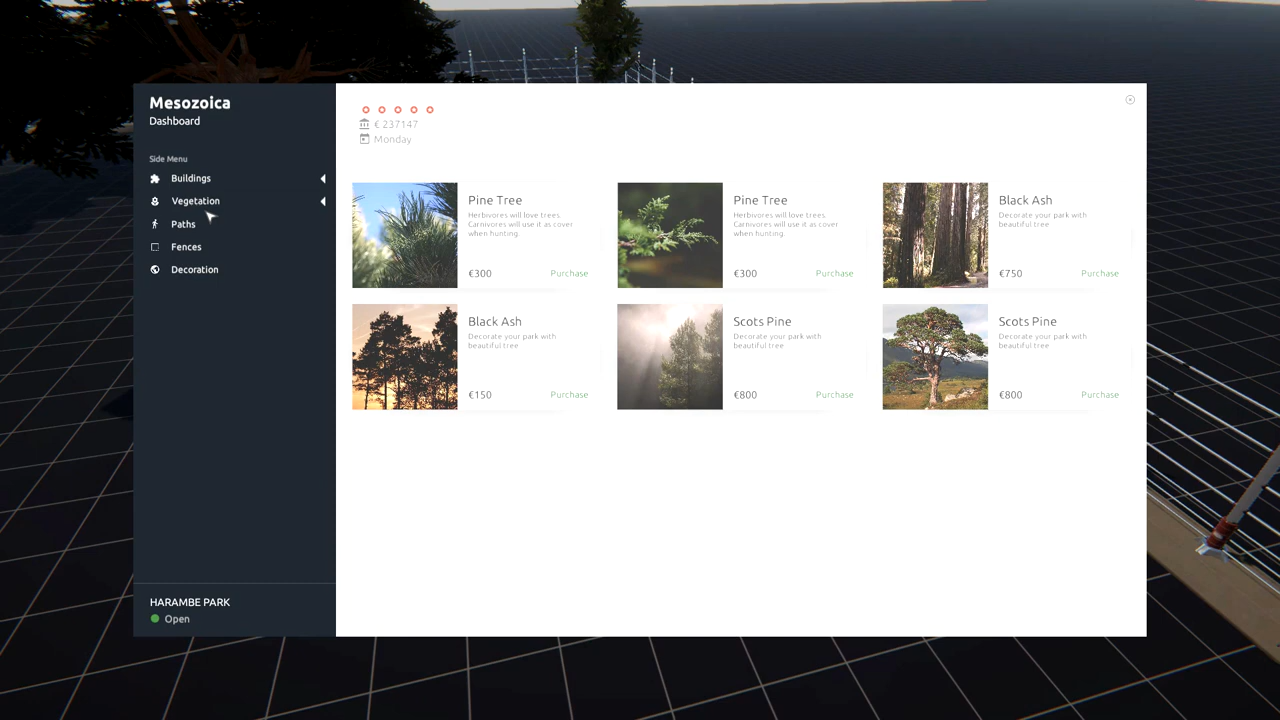 Mesozoica
Dashboard
Side Menu
Buildings
Vegetation
Paths
Fences
Decoration
HARAMBE PARK
Open
€ 237147
Monday
Pine Tree
Herbivores will love trees.
Carnivores will use it as cover
when hunting.
€300 Purchase
Pine Tree
Herbivores will love trees.
Carnivores will use it as cover
when hunting.
€300 Purchase
Black Ash
Decorate your park with
beautiful tree
€750 Purchase
Black Ash
Decorate your park with
beautiful tree
€150 Purchase
Scots Pine
Decorate your park with
beautiful tree
€800 Purchase
Scots Pine
Decorate your park with
beautiful tree
€800 Purchase